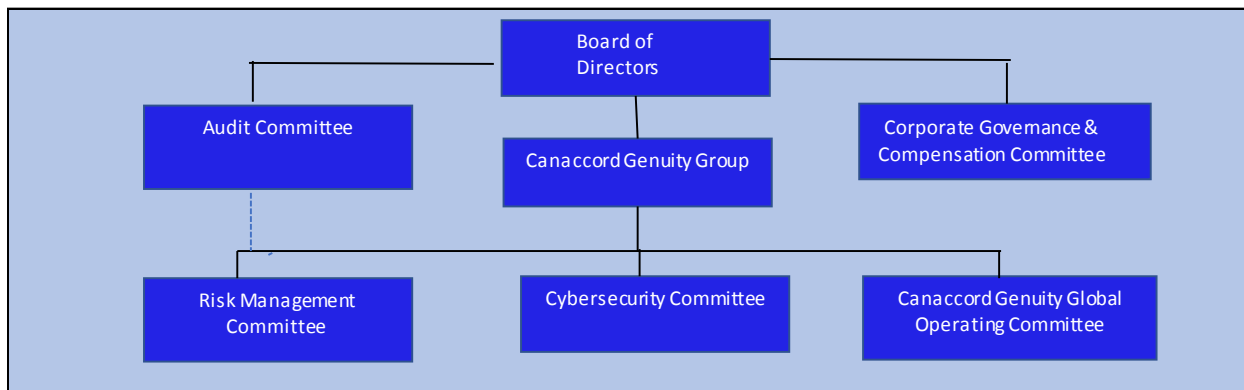 Board of
Directors
Audit Committee
Corporate Governance &
Compensation Committee
Canaccord Genuity Group
Risk Management
Committee
Cybersecurity Committee
Canaccord Genuity Global
Operating Committee